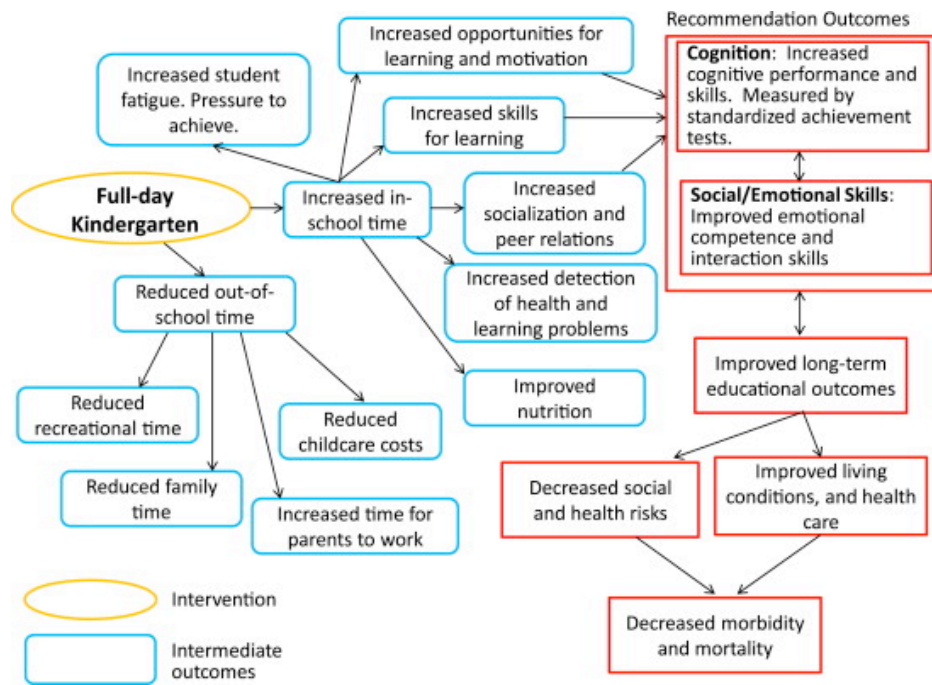 Recommendation Outcomes
Increased opportunities for
learning and motivation
Cognition: Increased
cognitive performance and
skills. Measured by
standardized achievement
tests.
Increased student
fatigue. Pressure to
achieve.
Increased skills
for learning
Full-day
Kindergarten
Increased in-
school time
Increased
socialization and
peer relations
Social/Emotional Skills:
Improved emotional
competence and
interaction skills
Reduced out-of-
school time
Increased detection
of health and
learning problems
Improved long-term
educational outcomes
Improved
nutrition
Reduced
recreational time
Reduced
childcare costs
Reduced family
time
Increased time for
parents to work
Decreased social
and health risks
Improved living
conditions, and health
care
Decreased morbidity
and mortality
Intervention
Intermediate
outcomes